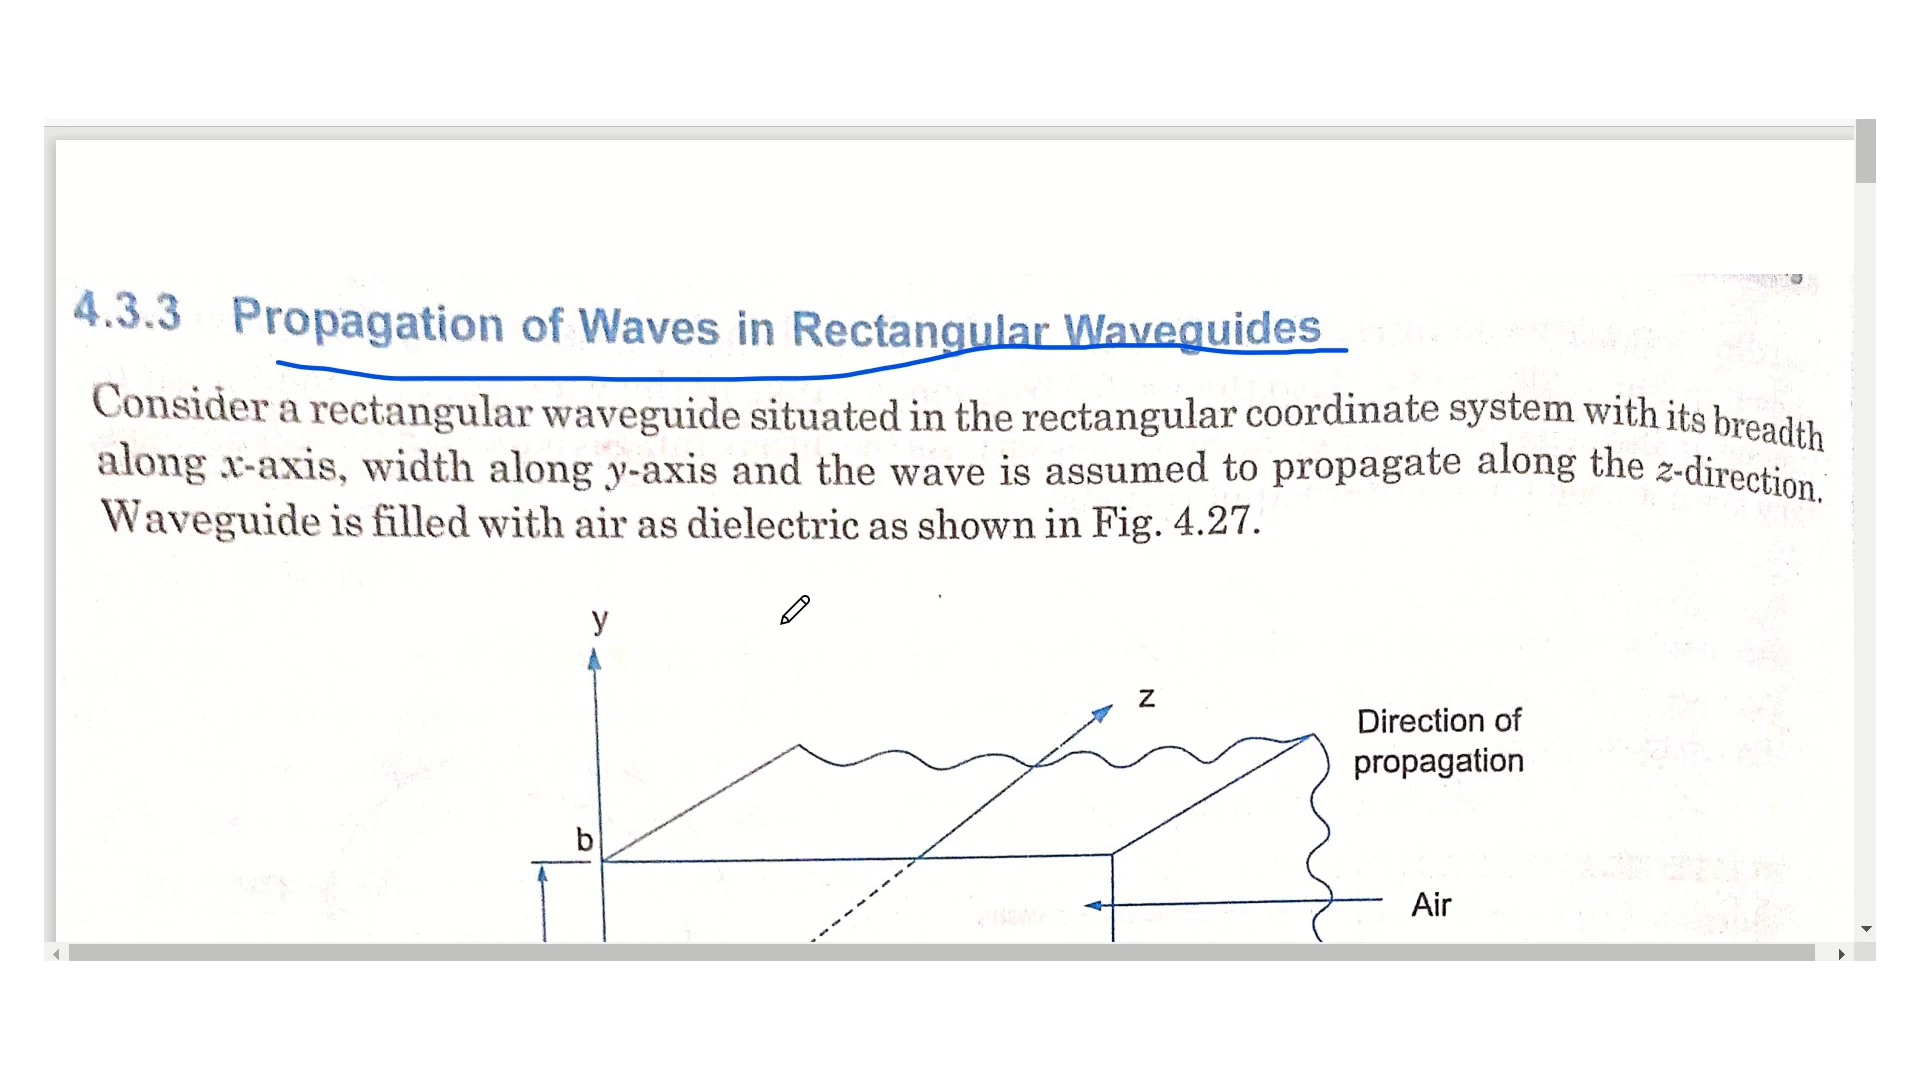 4.3.3 Propagation of Waves in Rectangular Waveguides
Consider a rectangular waveguide situated in the rectangular coordinate system with its breadth
along x-axis, width along y-axis and the wave is assumed to propagate along the z-direction.
Waveguide is filled with air as dielectric as shown in Fig. 4.27.
y
z
Direction of
propagation
b
Air